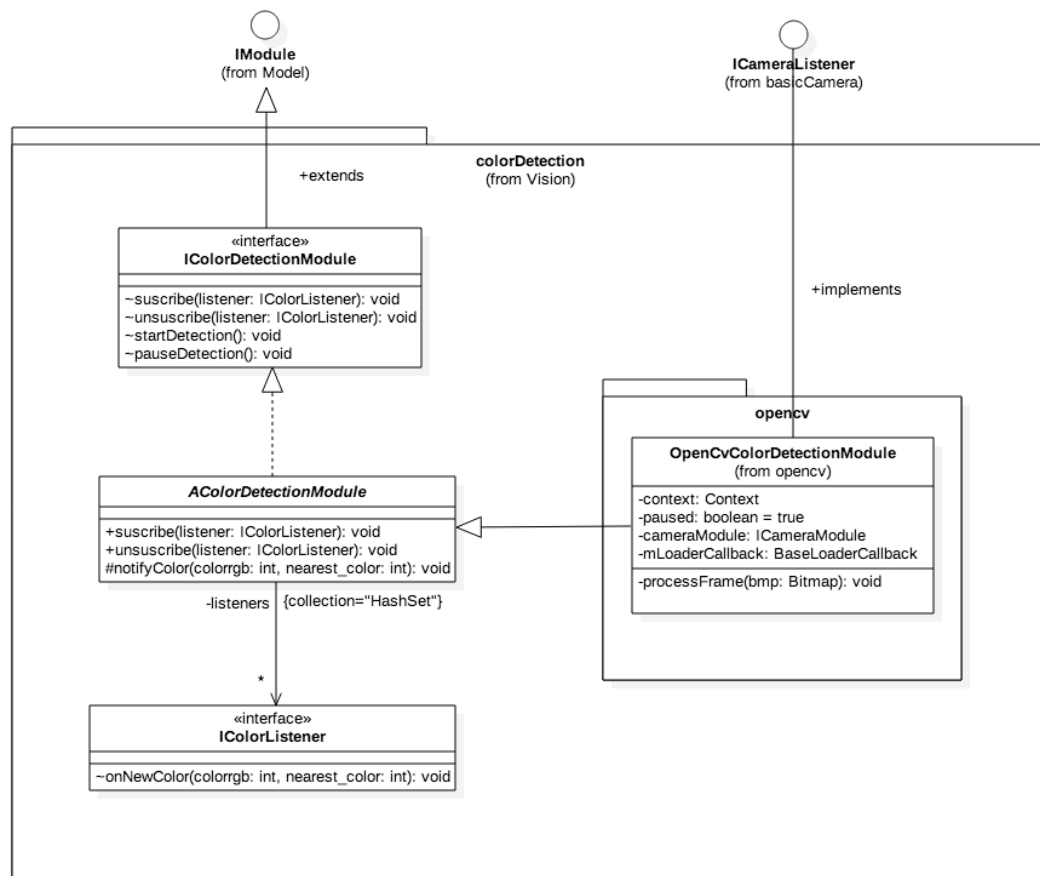 IModule
(from Model)
ICameraListener
(from basicCamera)
colorDetection
(from Vision)
+extends
«interface»
IColorDetectionModule
~suscribe(listener: IColorListener): void
~unsuscribe(listener: IColorListener): void
~startDetection(): void
~pauseDetection(): void
+implements
opencv
OpenCvColorDetectionModule
(from opencv)
-context: Context
-paused: boolean = true
-cameraModule: ICameraModule
-mLoaderCallback: BaseLoaderCallback
-processFrame(bmp: Bitmap): void
AColorDetectionModule
+suscribe(listener: IColorListener): void
+unsuscribe(listener: IColorListener): void
#notifyColor(colorrgb: int, nearest_color: int): void
-listeners
{collection="HashSet"}
*
«interface»
IColorListener
~onNewColor(colorrgb: int, nearest_color: int): void